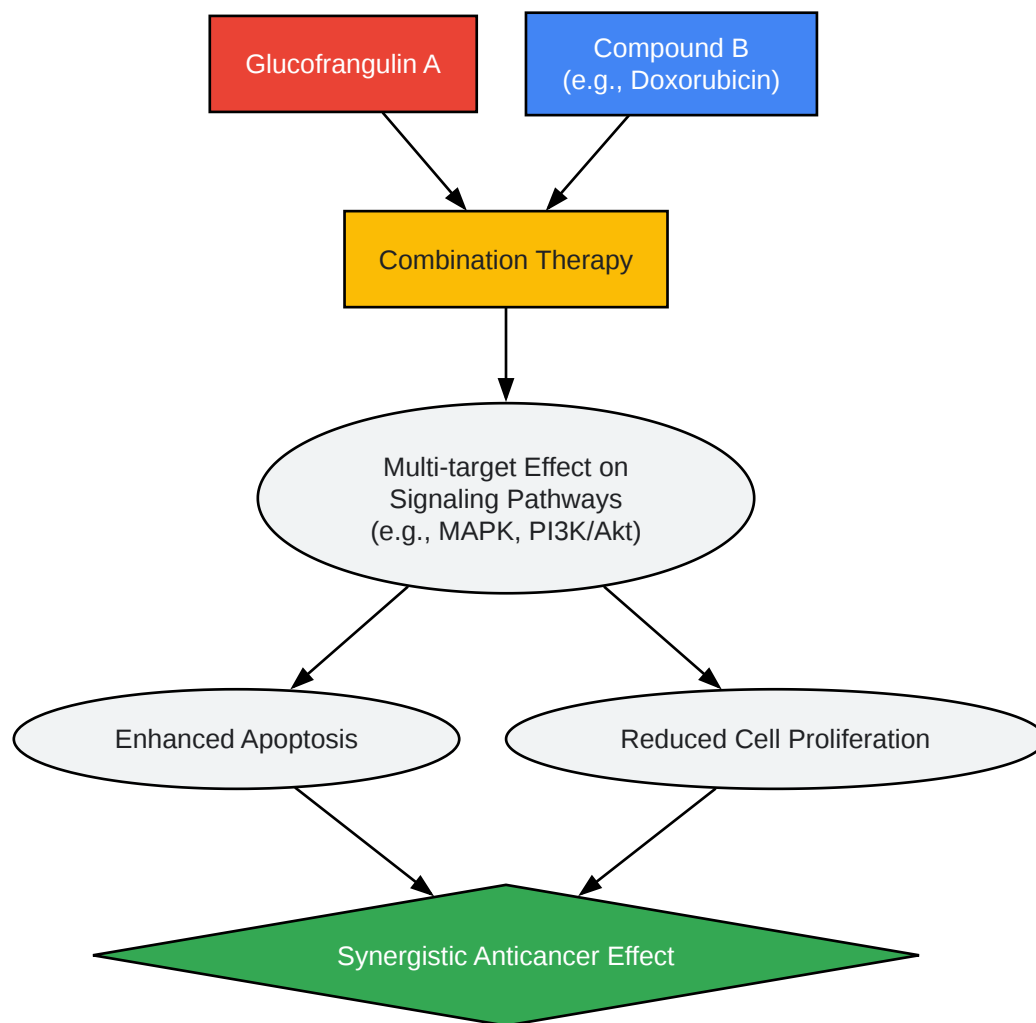 Glucofrangulin A
Compound B
(e.g., Doxorubicin)
Combination Therapy
Multi-target Effect on
Signaling Pathways
(e.g., MAPK, PI3K/Akt)
Enhanced Apoptosis
Reduced Cell Proliferation
Synergistic Anticancer Effect